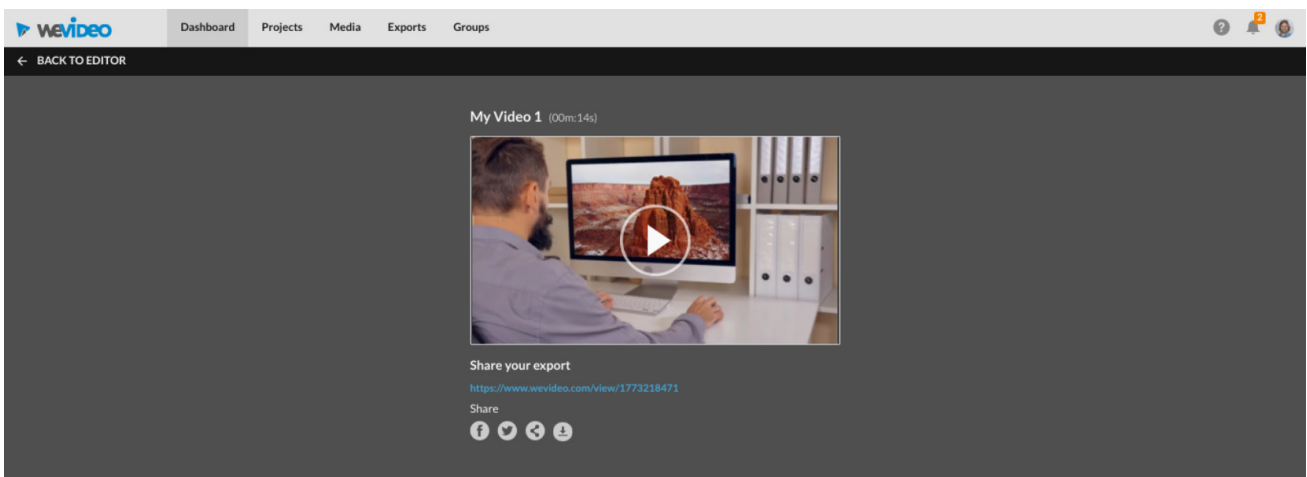 WEVIDEO Dashboard Projects Media Exports Groups 2
BACK TO EDITOR
My Video 1 (00m:14s)
Share your export
https://www.wevideo.com/view/1773218471
Share